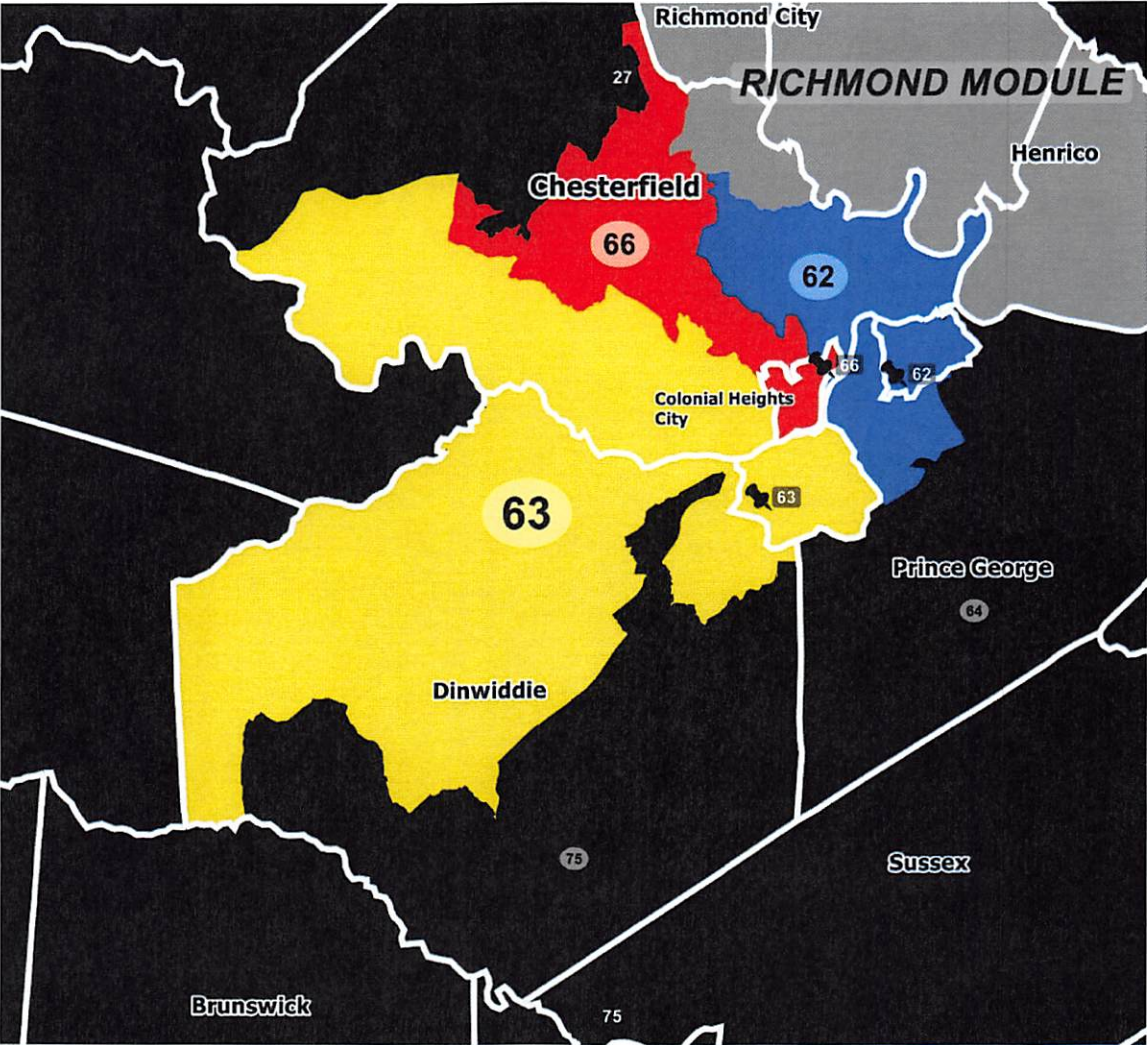 Richmond City
27
RICHMOND MODULE
Henrico
Chesterfield
66
62
66
62
Colonial Heights
City
63
63
Prince George
64
Dinwiddie
75
Sussex
Brunswick
75